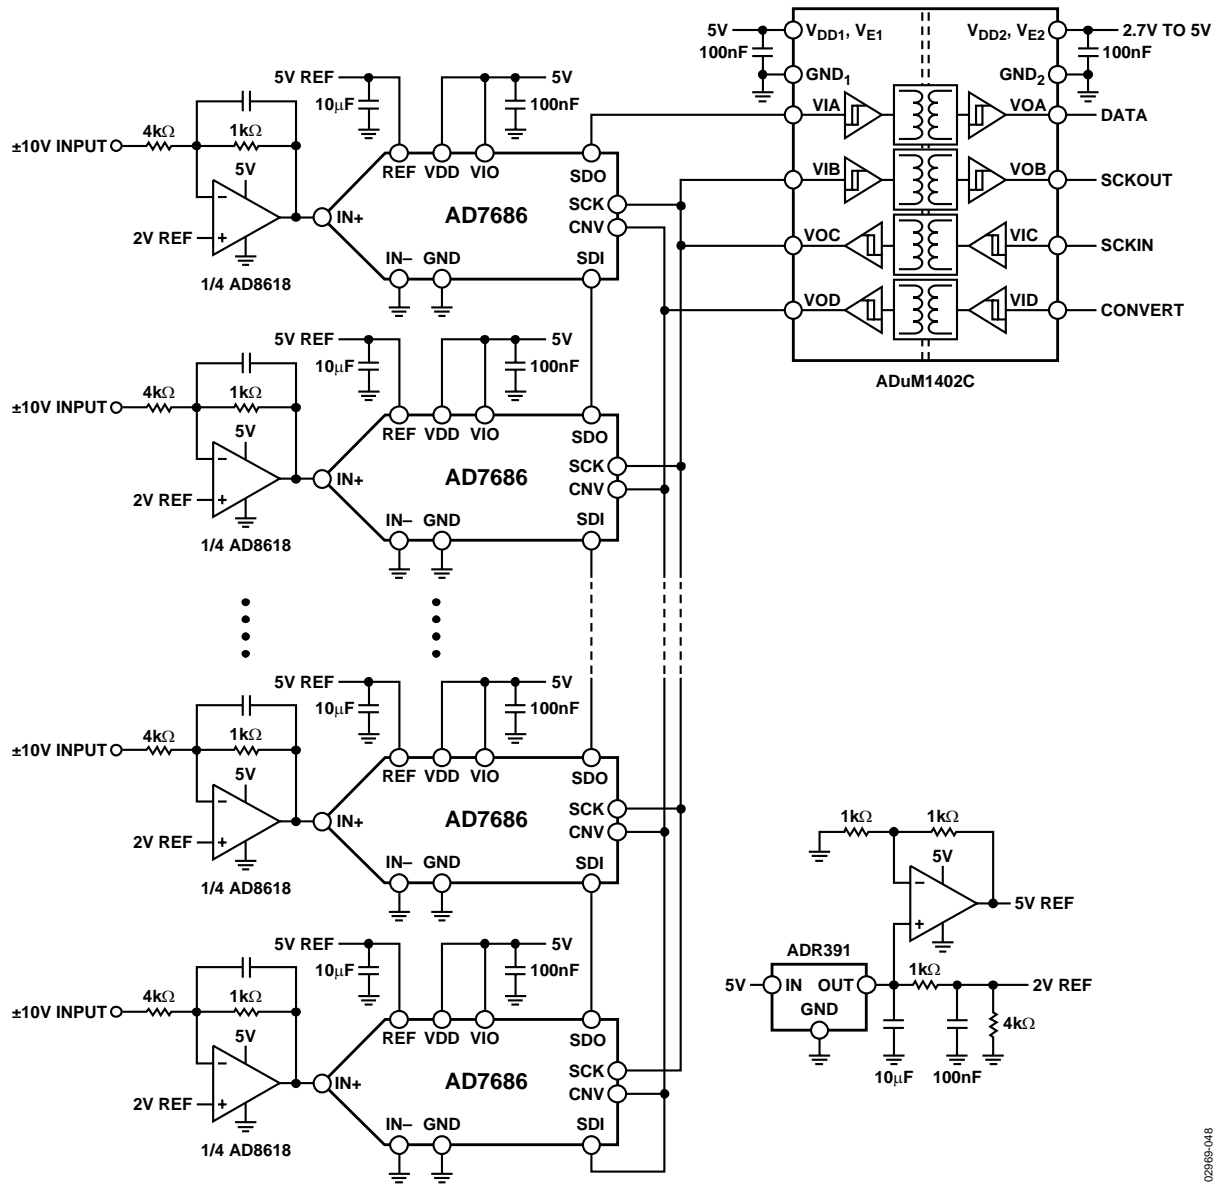 5V
100nF
VDD1, VE1
VDD2, VE2
2.7V TO 5V
100nF
GND1
GND2
VIA
VOA
DATA
VIB
VOB
SCKOUT
VOC
VIC
SCKIN
VOD
VID
CONVERT
ADuM1402C
5V REF
5V
10μF
100nF
±10V INPUT
4kΩ
1kΩ
5V
–
+
2V REF
1/4 AD8618
REF
VDD
VIO
SDO
SCK
CNV
IN+
AD7686
IN–
GND
SDI
5V REF
5V
10μF
100nF
±10V INPUT
4kΩ
1kΩ
5V
–
+
2V REF
1/4 AD8618
REF
VDD
VIO
SDO
SCK
CNV
IN+
AD7686
IN–
GND
SDI
5V REF
5V
10μF
100nF
±10V INPUT
4kΩ
1kΩ
5V
–
+
2V REF
1/4 AD8618
REF
VDD
VIO
SDO
SCK
CNV
IN+
AD7686
IN–
GND
SDI
5V REF
5V
10μF
100nF
±10V INPUT
4kΩ
1kΩ
5V
–
+
2V REF
1/4 AD8618
REF
VDD
VIO
SDO
SCK
CNV
IN+
AD7686
IN–
GND
SDI
1kΩ
1kΩ
5V
–
+
5V REF
ADR391
5V
IN
OUT
GND
1kΩ
2V REF
4kΩ
10μF
100nF
02969-048